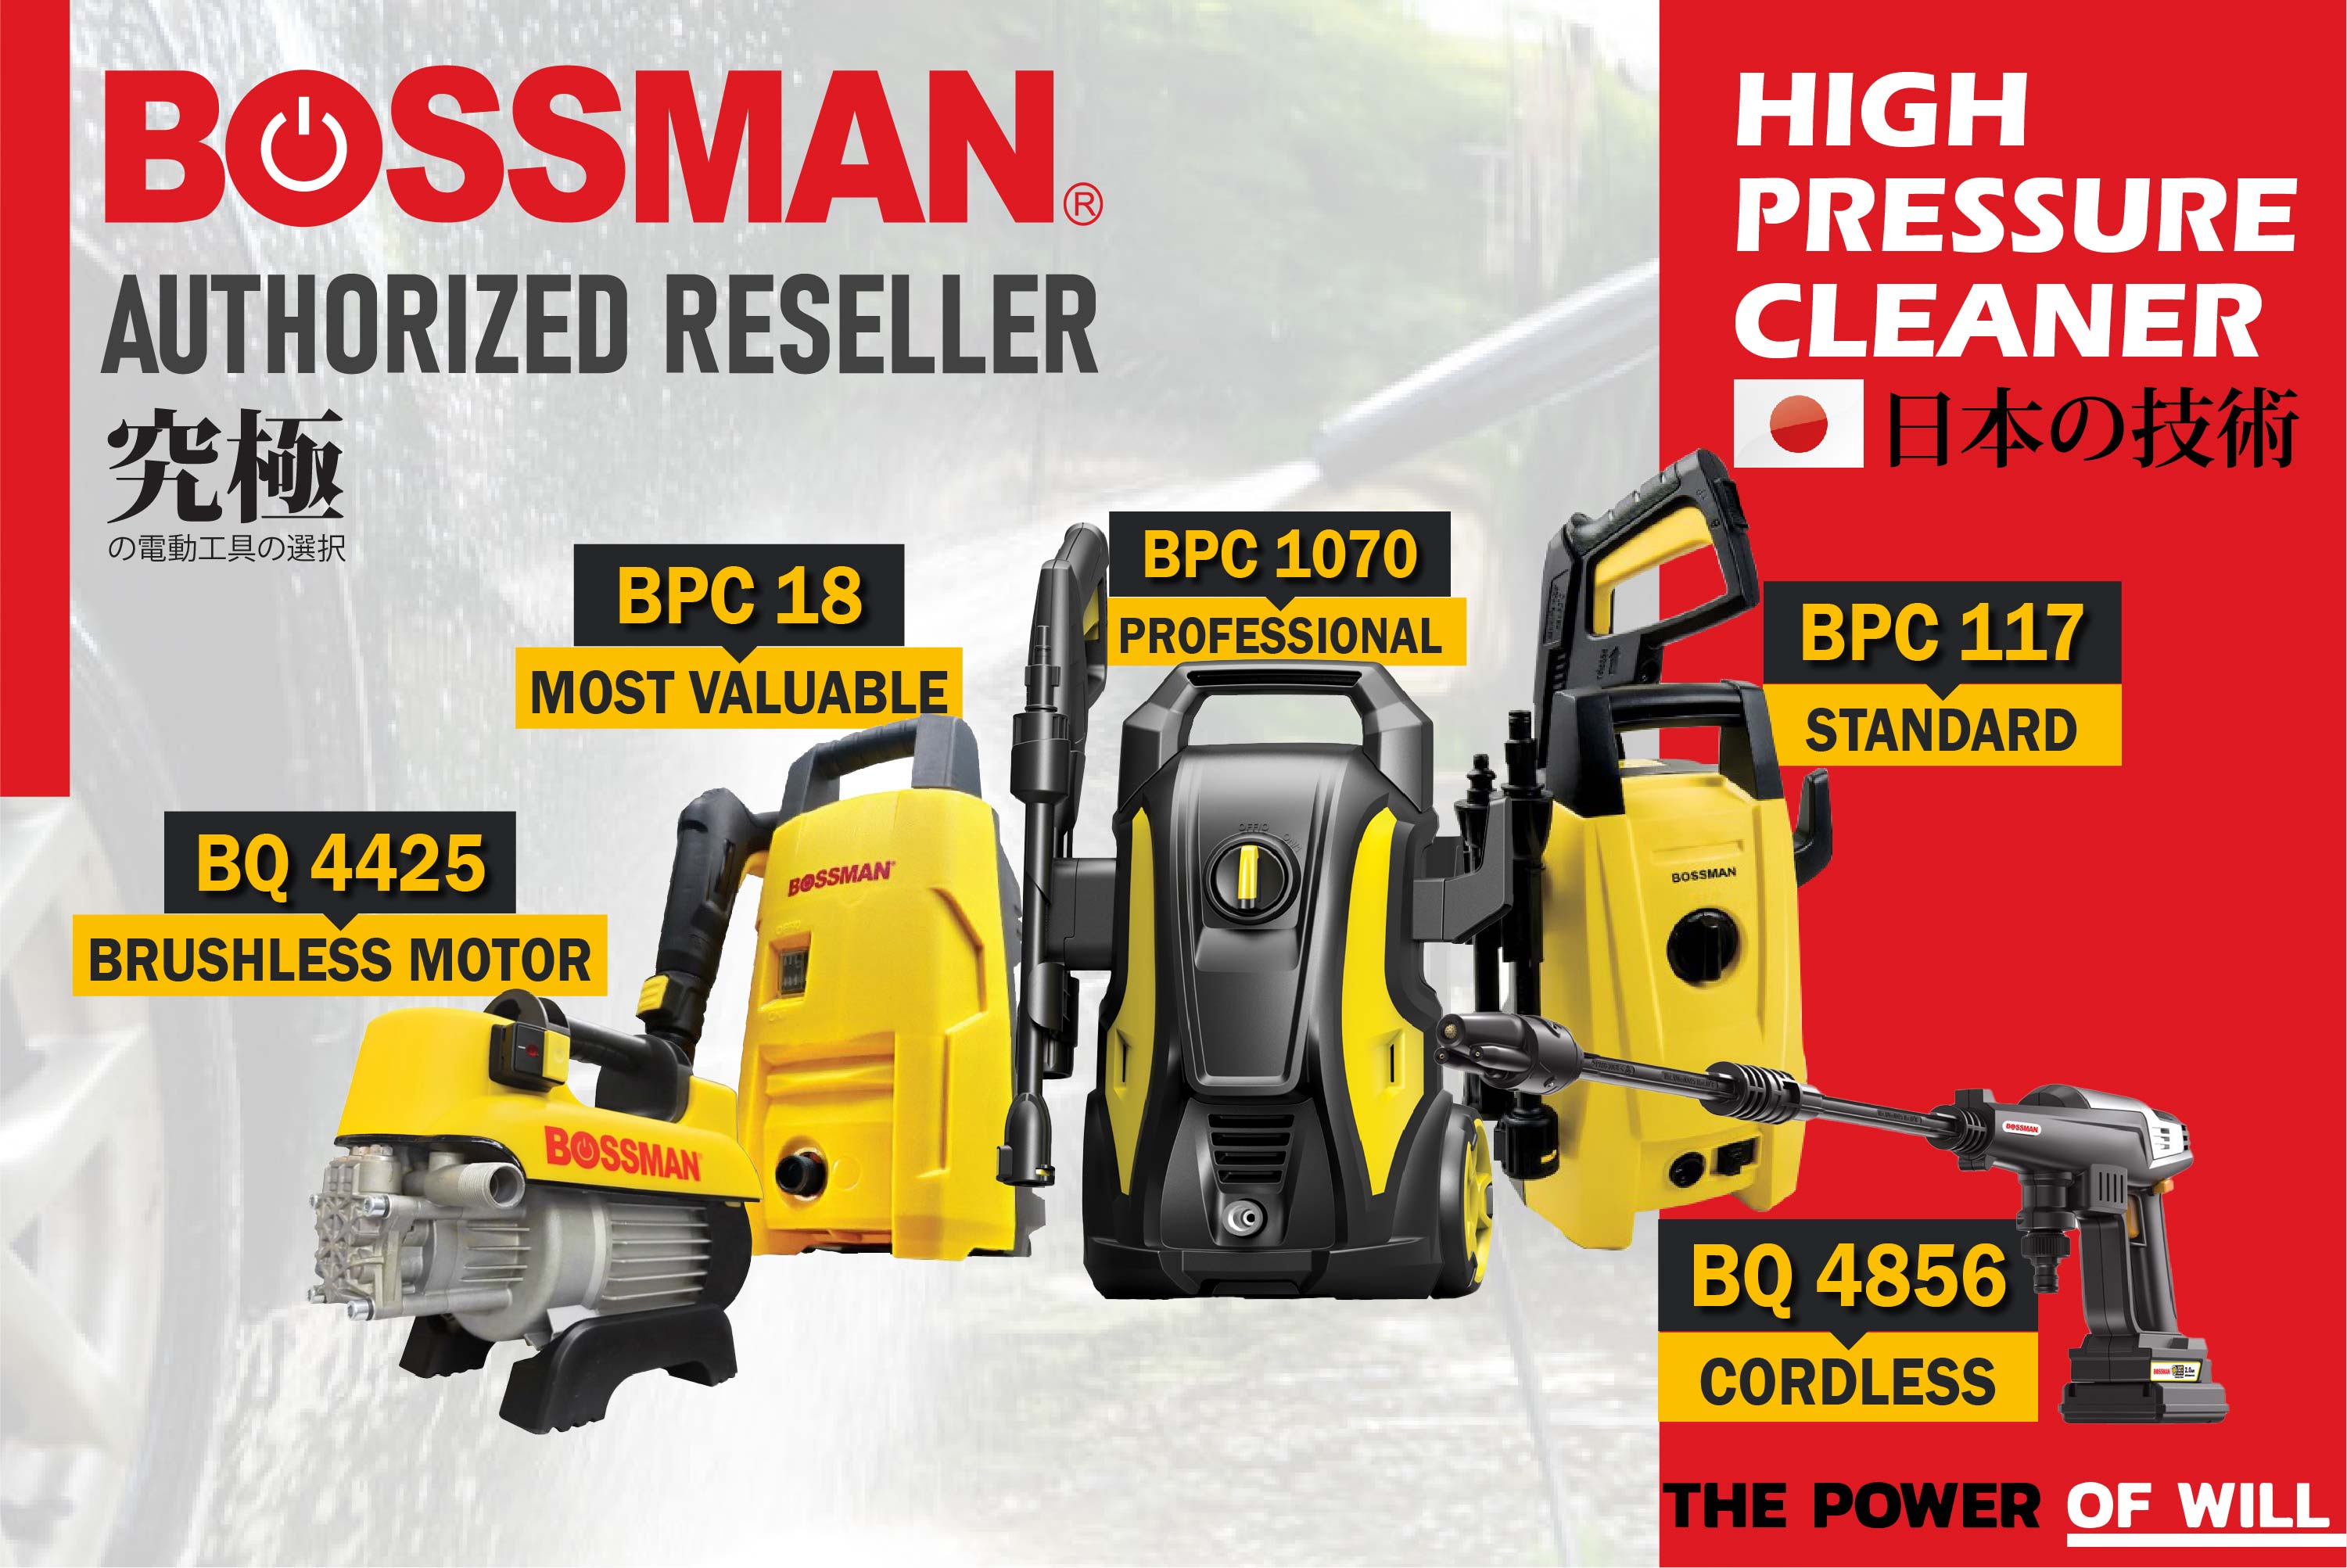 BOSSMAN®
AUTHORIZED RESELLER
究極
の電動工具の選択
HIGH
PRESSURE
CLEANER
日本の技術
BPC 18
MOST VALUABLE
BPC 1070
PROFESSIONAL
BPC 117
STANDARD
BQ 4425
BRUSHLESS MOTOR
BOSSMAN
BOSSMAN
BOSSMAN
BOSSMAN
BQ 4856
CORDLESS
THE POWER OF WILL